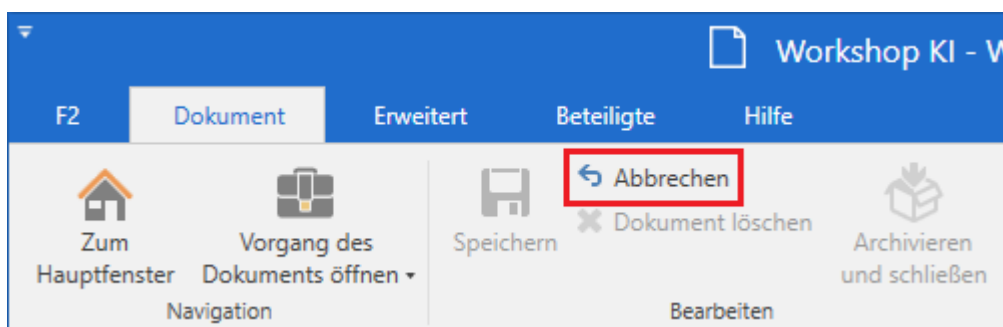 Workshop KI -
F2 Dokument Erweitert Beteiligte Hilfe
Zum
Hauptfenster
Vorgang des
Dokuments öffnen
Speichern
Abbrechen
Dokument löschen
Archivieren
und schließen
Navigation
Bearbeiten